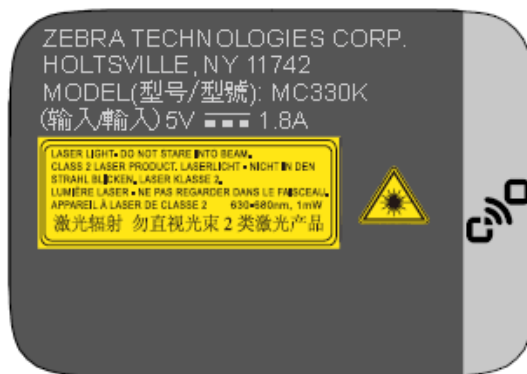 ZEBRA TECHNOLOGIES CORP.
HOLTSVILLE, NY 11742
MODEL(型号/型號): MC330K
(输入/輸入) 5V ⎓ 1.8A
LASER LIGHT - DO NOT STARE INTO BEAM.
CLASS 2 LASER PRODUCT. LASERLICHT - NICHT IN DEN
STRAHL BLICKEN, LASER KLASSE 2.
LUMIÈRE LASER - NE PAS REGARDER DANS LE FAISCEAU,
APPAREIL À LASER DE CLASSE 2 630-680nm, 1mW
激光辐射 勿直视光束 2 类激光产品